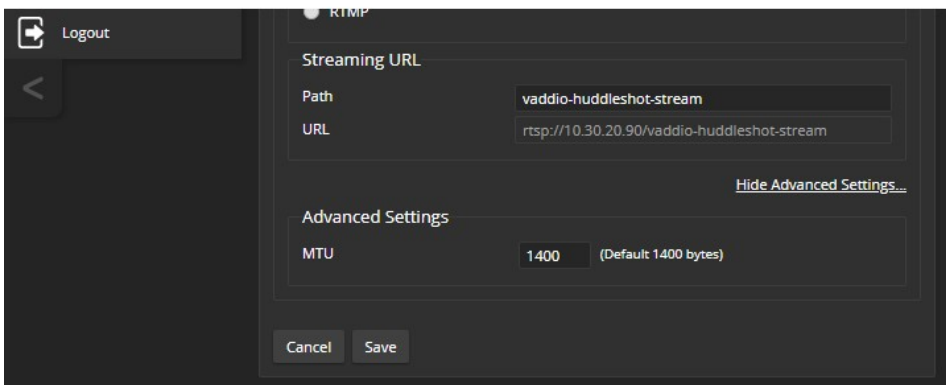 RTMP
Logout
Streaming URL
Path vaddio-huddleshot-stream
URL rtsp://10.30.20.90/vaddio-huddleshot-stream
Hide Advanced Settings...
Advanced Settings
MTU 1400 (Default 1400 bytes)
Cancel Save